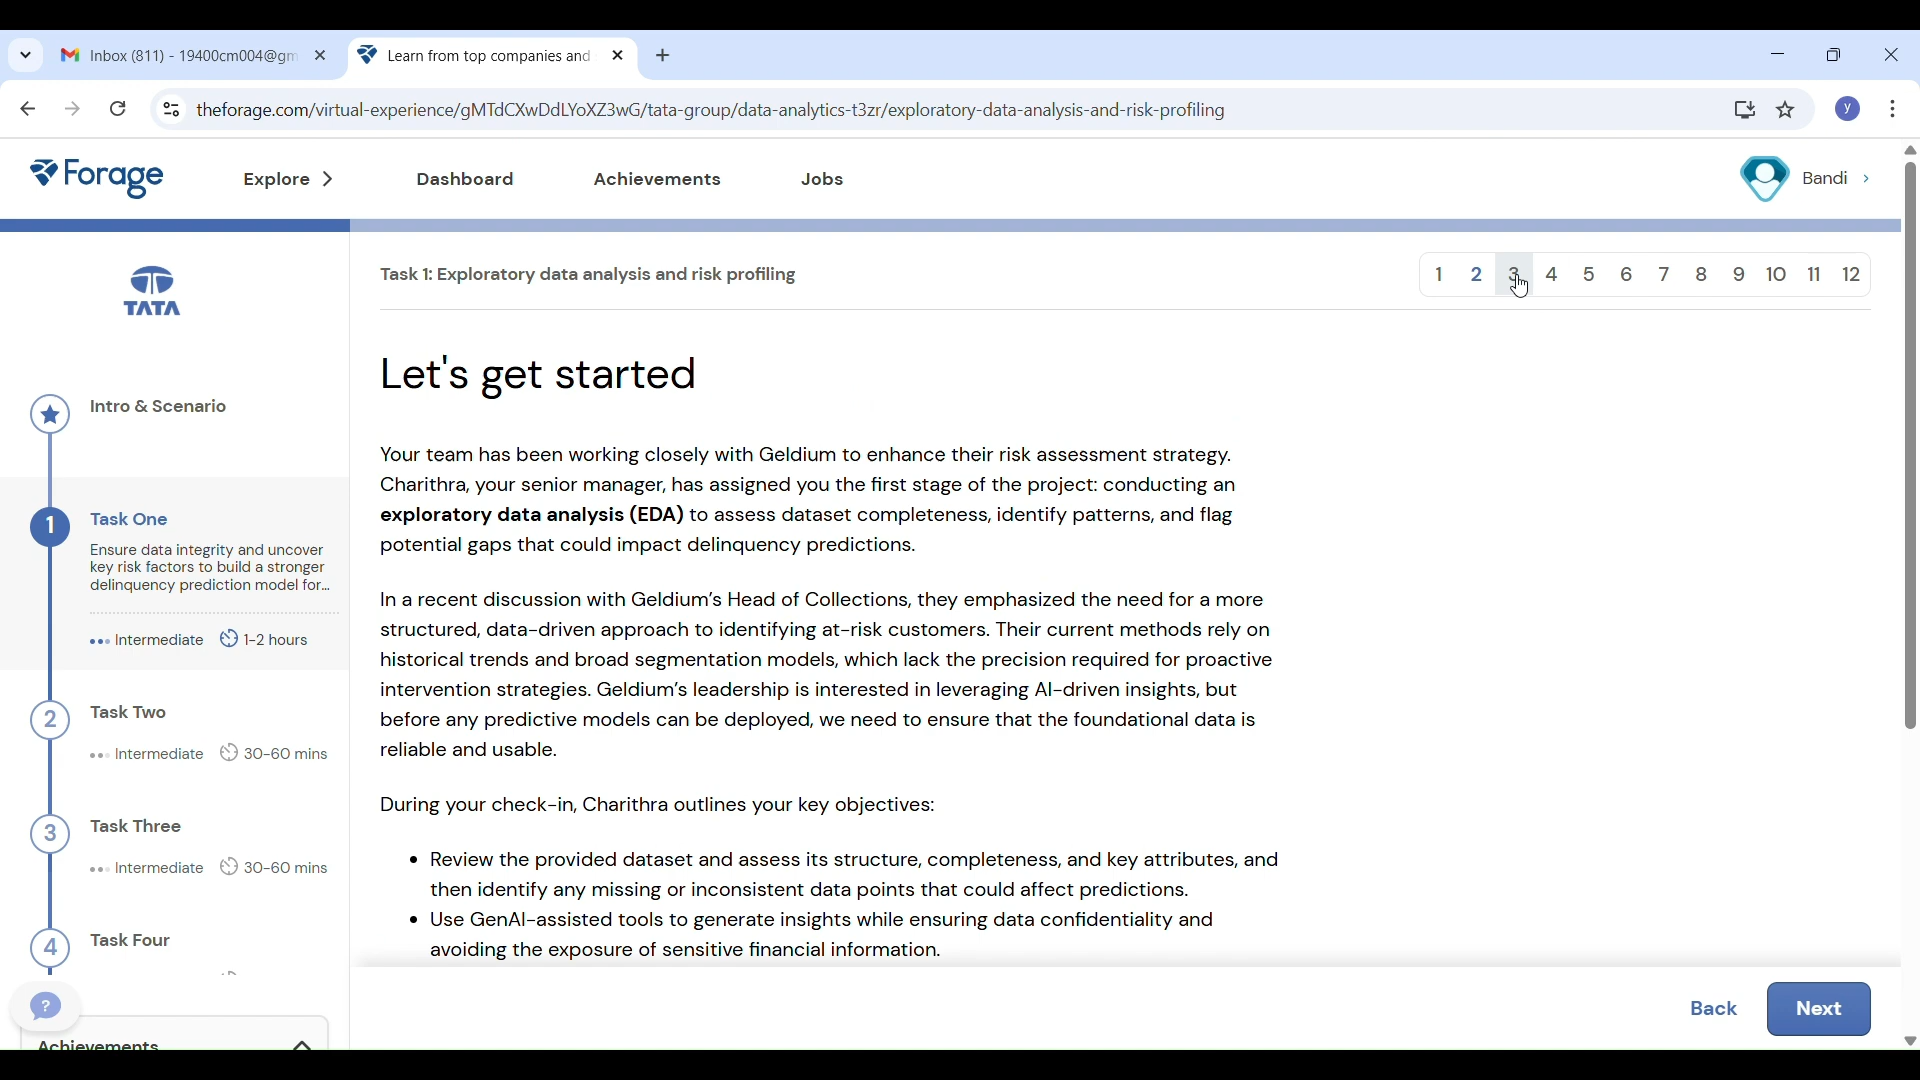 Inbox (811) - 19400cm004@gm
Learn from top companies and
theforage.com/virtual-experience/gMTdCXwDdLYoXZ3wG/tata-group/data-analytics-t3zr/exploratory-data-analysis-and-risk-profiling
y
Forage
Explore
Dashboard
Achievements
Jobs
Bandi
TATA
Task 1: Exploratory data analysis and risk profiling
1 2 3 4 5 6 7 8 9 10 11 12
Intro & Scenario
1
Task One
Ensure data integrity and uncover
key risk factors to build a stronger
delinquency prediction model for...
Intermediate 1-2 hours
2
Task Two
Intermediate 30-60 mins
3
Task Three
Intermediate 30-60 mins
4
Task Four
?
Achievements
Let's get started
Your team has been working closely with Geldium to enhance their risk assessment strategy.
Charithra, your senior manager, has assigned you the first stage of the project: conducting an
exploratory data analysis (EDA) to assess dataset completeness, identify patterns, and flag
potential gaps that could impact delinquency predictions.
In a recent discussion with Geldium's Head of Collections, they emphasized the need for a more
structured, data-driven approach to identifying at-risk customers. Their current methods rely on
historical trends and broad segmentation models, which lack the precision required for proactive
intervention strategies. Geldium's leadership is interested in leveraging AI-driven insights, but
before any predictive models can be deployed, we need to ensure that the foundational data is
reliable and usable.
During your check-in, Charithra outlines your key objectives:
• Review the provided dataset and assess its structure, completeness, and key attributes, and
then identify any missing or inconsistent data points that could affect predictions.
• Use GenAI-assisted tools to generate insights while ensuring data confidentiality and
avoiding the exposure of sensitive financial information.
Back
Next